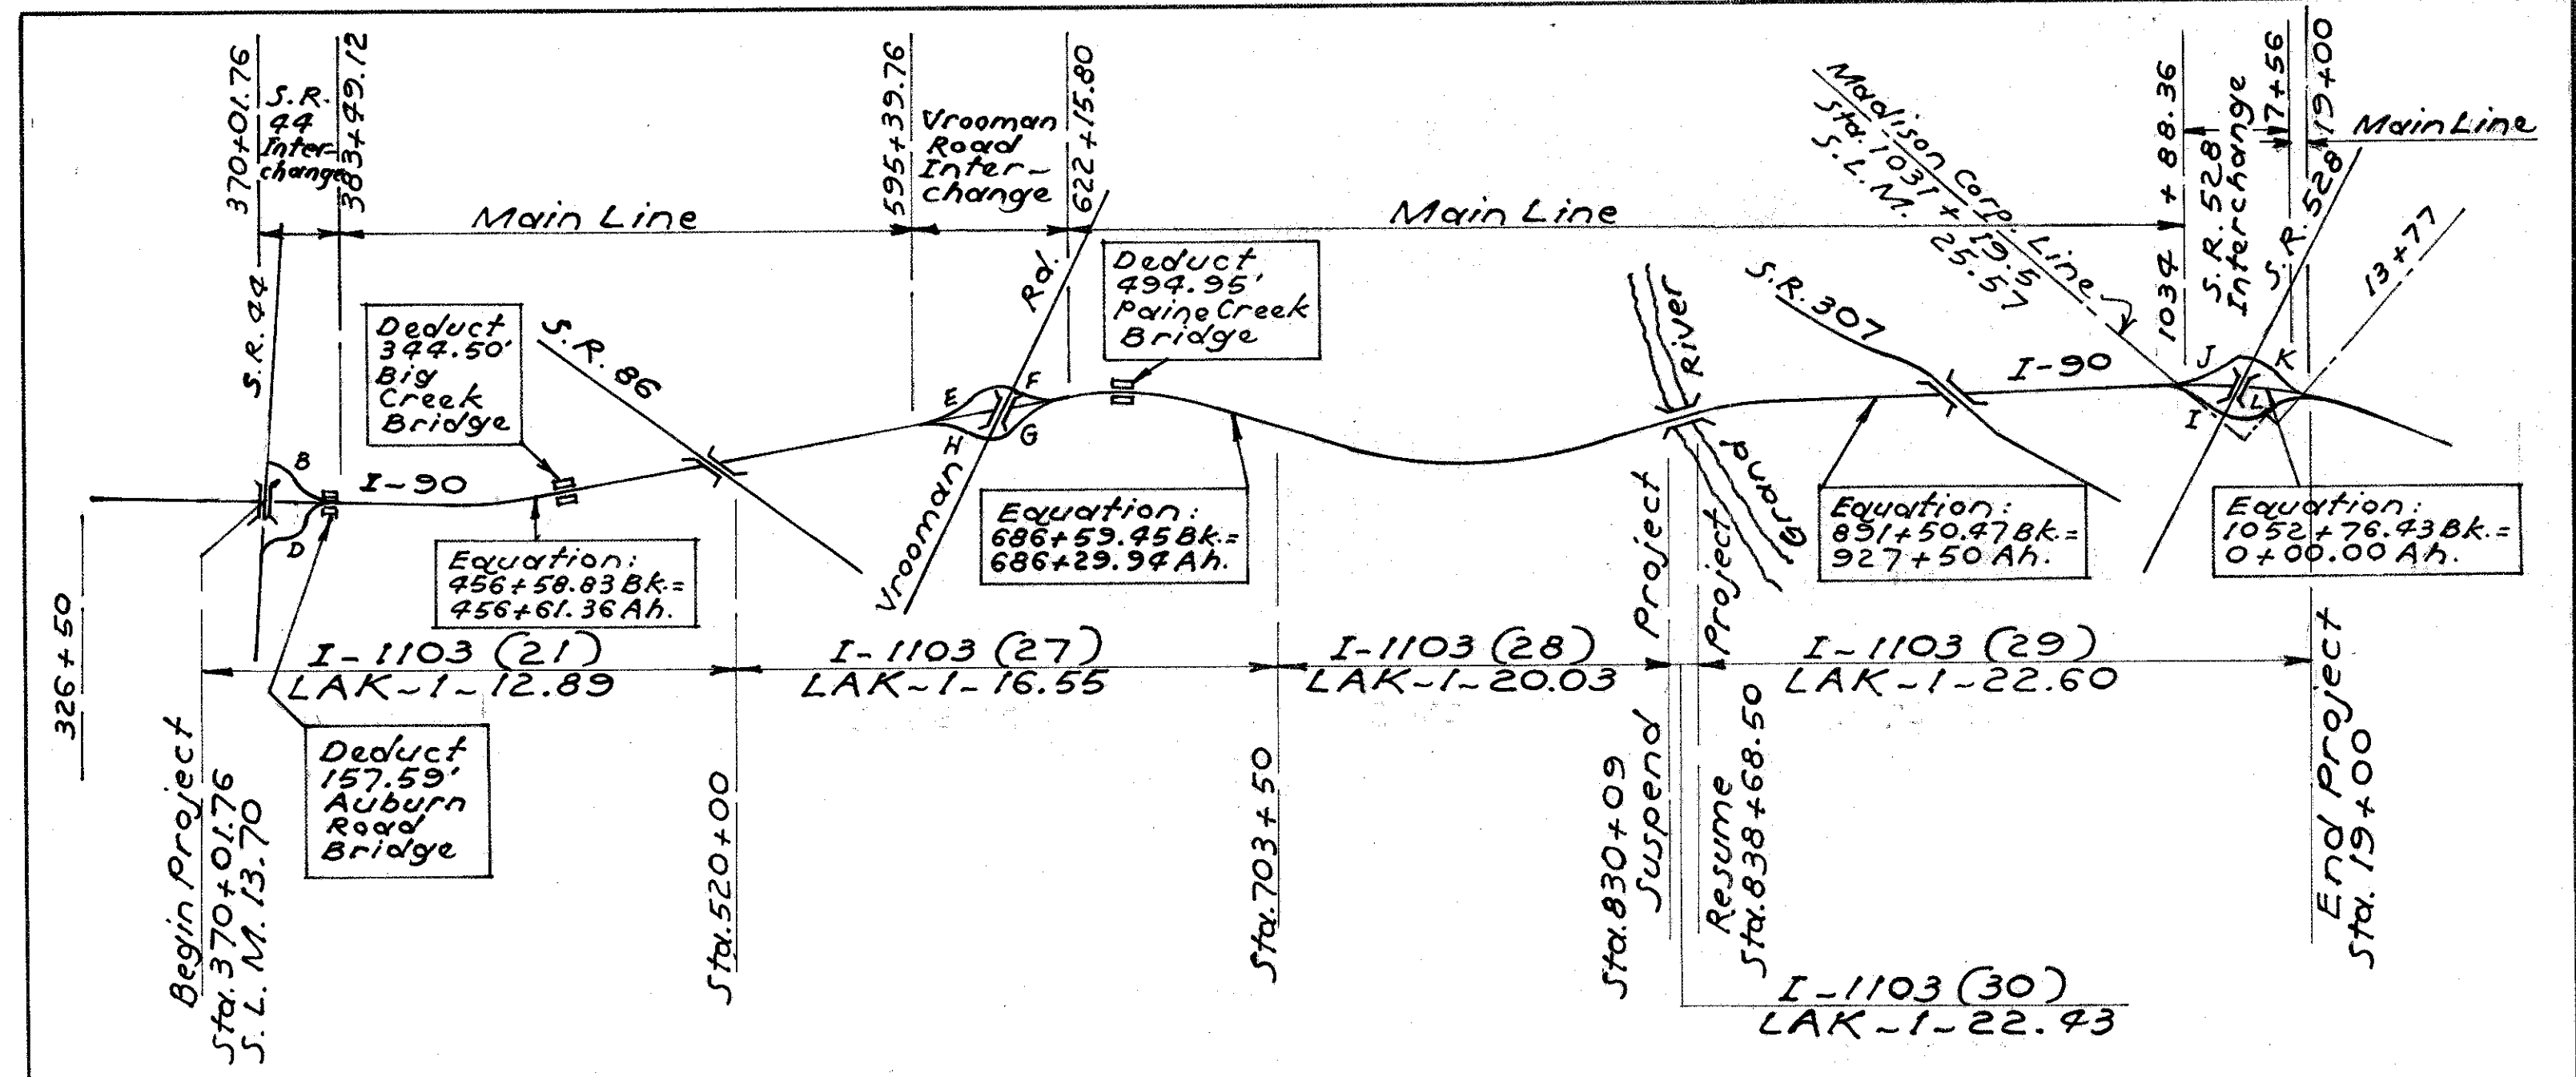 370+01.76
S.R.
44
Inter-
change
383+49.12
Main Line
595+39.76
Vrooman
Road
Inter-
change
622+15.80
Main Line
Madison Corp. Line
Sta. 1031+19.5
S.L.M. 25.57
1034+88.36
S.R. 528
Interchange
7+56
19+00
Main Line
S.R. 44
Deduct
344.50'
Big
Creek
Bridge
S.R. 86
Rd.
Deduct
494.95'
Paine Creek
Bridge
River
S.R. 307
I-90
S.R. 528
13+77
B
D
I-90
E
F
H
G
J
K
I
L
Vrooman
Grand
Equation:
456+58.83 Bk.=
456+61.36 Ah.
Equation:
686+59.45 Bk.=
686+29.94 Ah.
Equation:
891+50.47 Bk.=
927+50 Ah.
Equation:
1052+76.43 Bk.=
0+00.00 Ah.
326+50
I-1103 (21)
LAK-1-12.89
I-1103 (27)
LAK-1-16.55
I-1103 (28)
LAK-1-20.03
I-1103 (29)
LAK-1-22.60
Begin Project
Sta. 370+01.76
S.L.M. 13.70
Deduct
157.59'
Auburn
Road
Bridge
Sta. 520+00
Sta. 703+50
Sta. 830+09
Suspend Project
Resume Project
Sta. 838+68.50
End Project
Sta. 19+00
I-1103 (30)
LAK-1-22.43